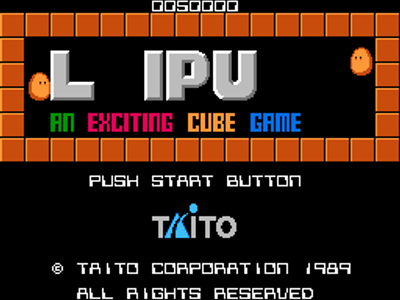 0050000
L IPU
AN EXCITING CUBE GAME
PUSH START BUTTON
TAITO
© TAITO CORPORATION 1989
ALL RIGHTS RESERVED